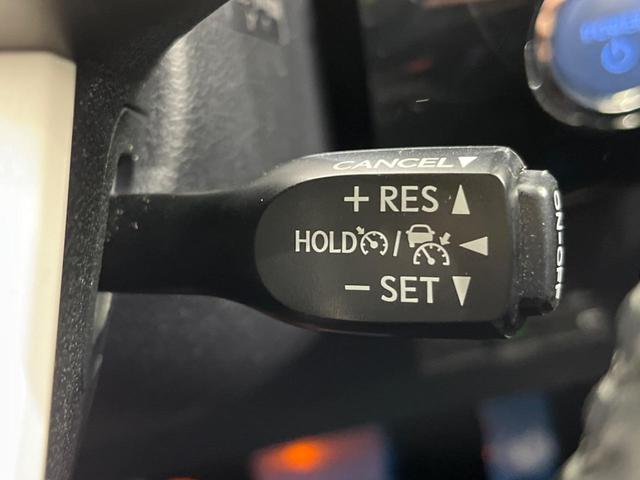 CANCEL▼
+ RES ▲
HOLD / ◀
− SET ▼
ON-OFF